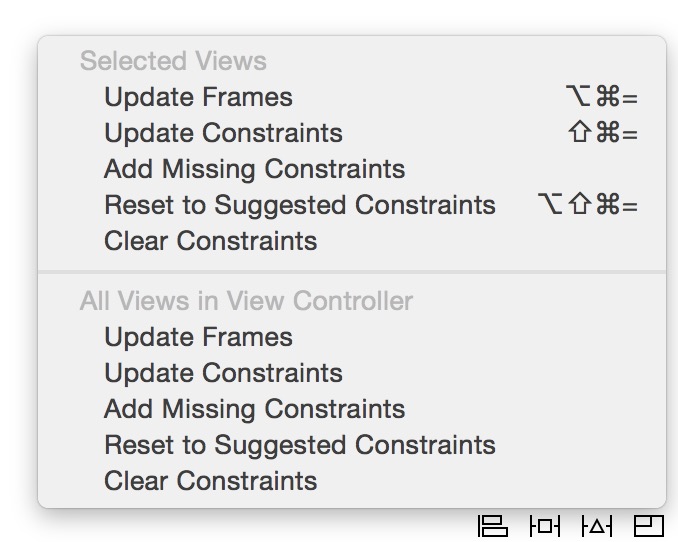 Selected Views
Update Frames ⌥⌘=
Update Constraints ⇧⌘=
Add Missing Constraints
Reset to Suggested Constraints ⌥⇧⌘=
Clear Constraints
All Views in View Controller
Update Frames
Update Constraints
Add Missing Constraints
Reset to Suggested Constraints
Clear Constraints